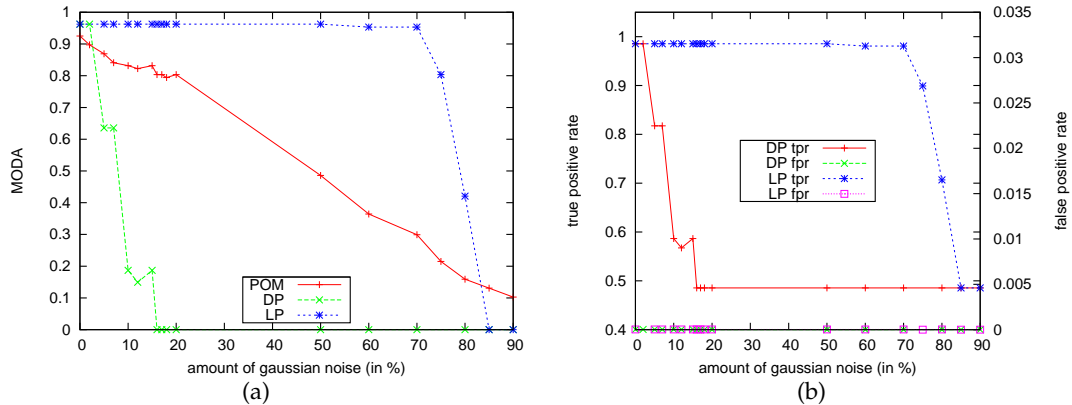 1
0.9
0.8
0.7
0.6
0.5
0.4
0.3
0.2
0.1
0
MODA
0 10 20 30 40 50 60 70 80 90
amount of gaussian noise (in %)
POM
DP
LP
(a)
1
0.9
0.8
0.7
0.6
0.5
0.4
true positive rate
0 10 20 30 40 50 60 70 80 90
amount of gaussian noise (in %)
DP tpr
DP fpr
LP tpr
LP fpr
0.035
0.03
0.025
0.02
0.015
0.01
0.005
0
false positive rate
(b)